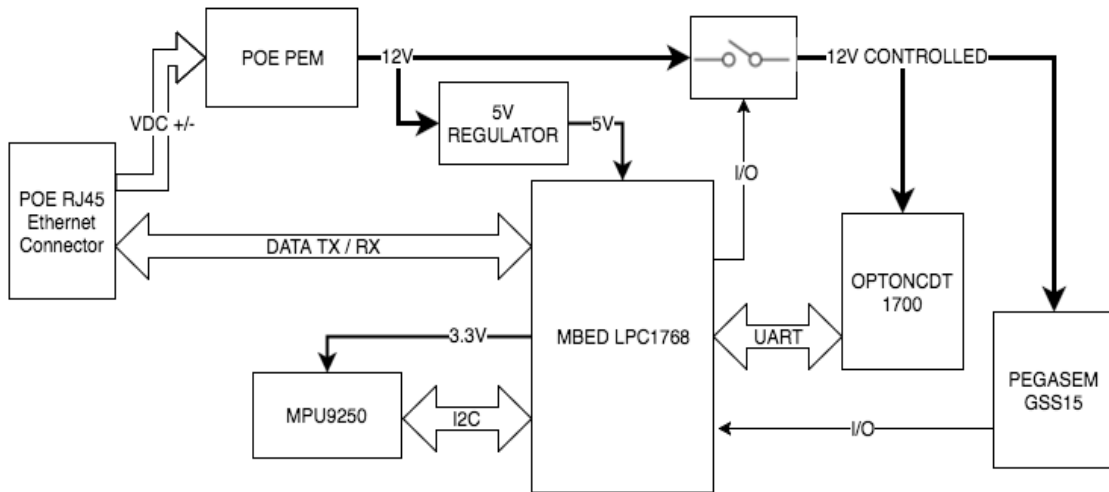 POE PEM
12V
12V CONTROLLED
5V
REGULATOR
5V
VDC +/-
I/O
POE RJ45
Ethernet
Connector
DATA TX / RX
OPTONCDT
1700
3.3V
MBED LPC1768
UART
MPU9250
I2C
PEGASEM
GSS15
I/O